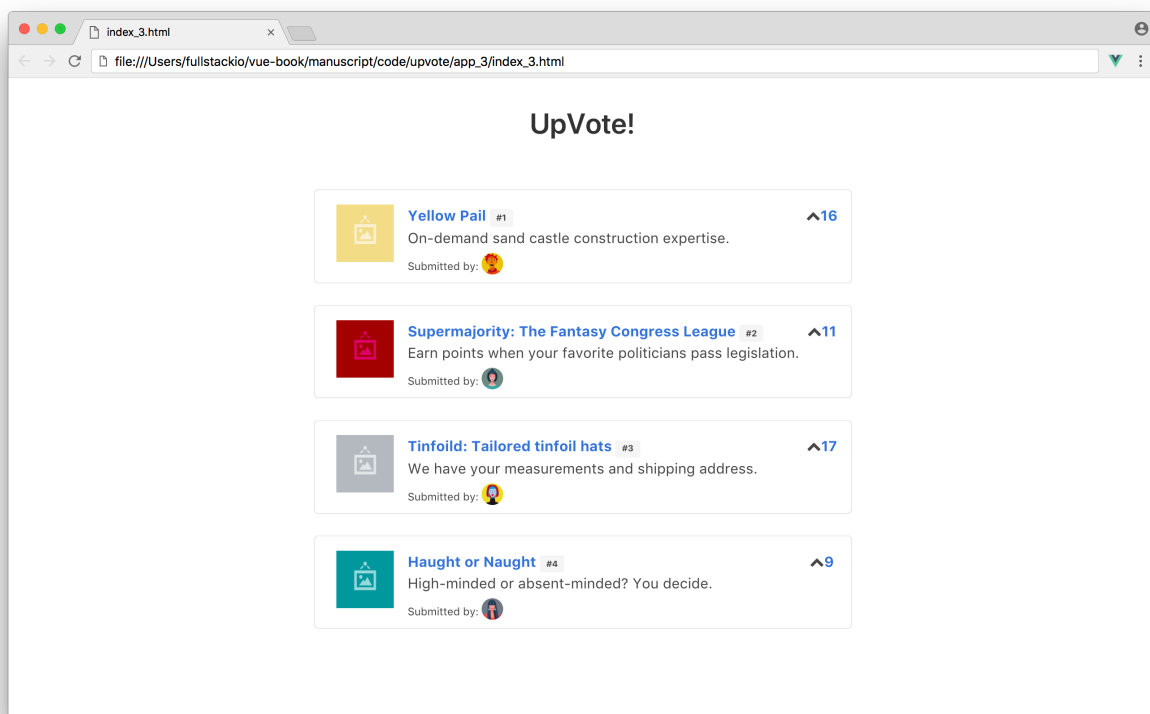 index_3.html
file:///Users/fullstackio/vue-book/manuscript/code/upvote/app_3/index_3.html
UpVote!
Yellow Pail #1 16
On-demand sand castle construction expertise.
Submitted by:
Supermajority: The Fantasy Congress League #2 11
Earn points when your favorite politicians pass legislation.
Submitted by:
Tinfoild: Tailored tinfoil hats #3 17
We have your measurements and shipping address.
Submitted by:
Haught or Naught #4 9
High-minded or absent-minded? You decide.
Submitted by: